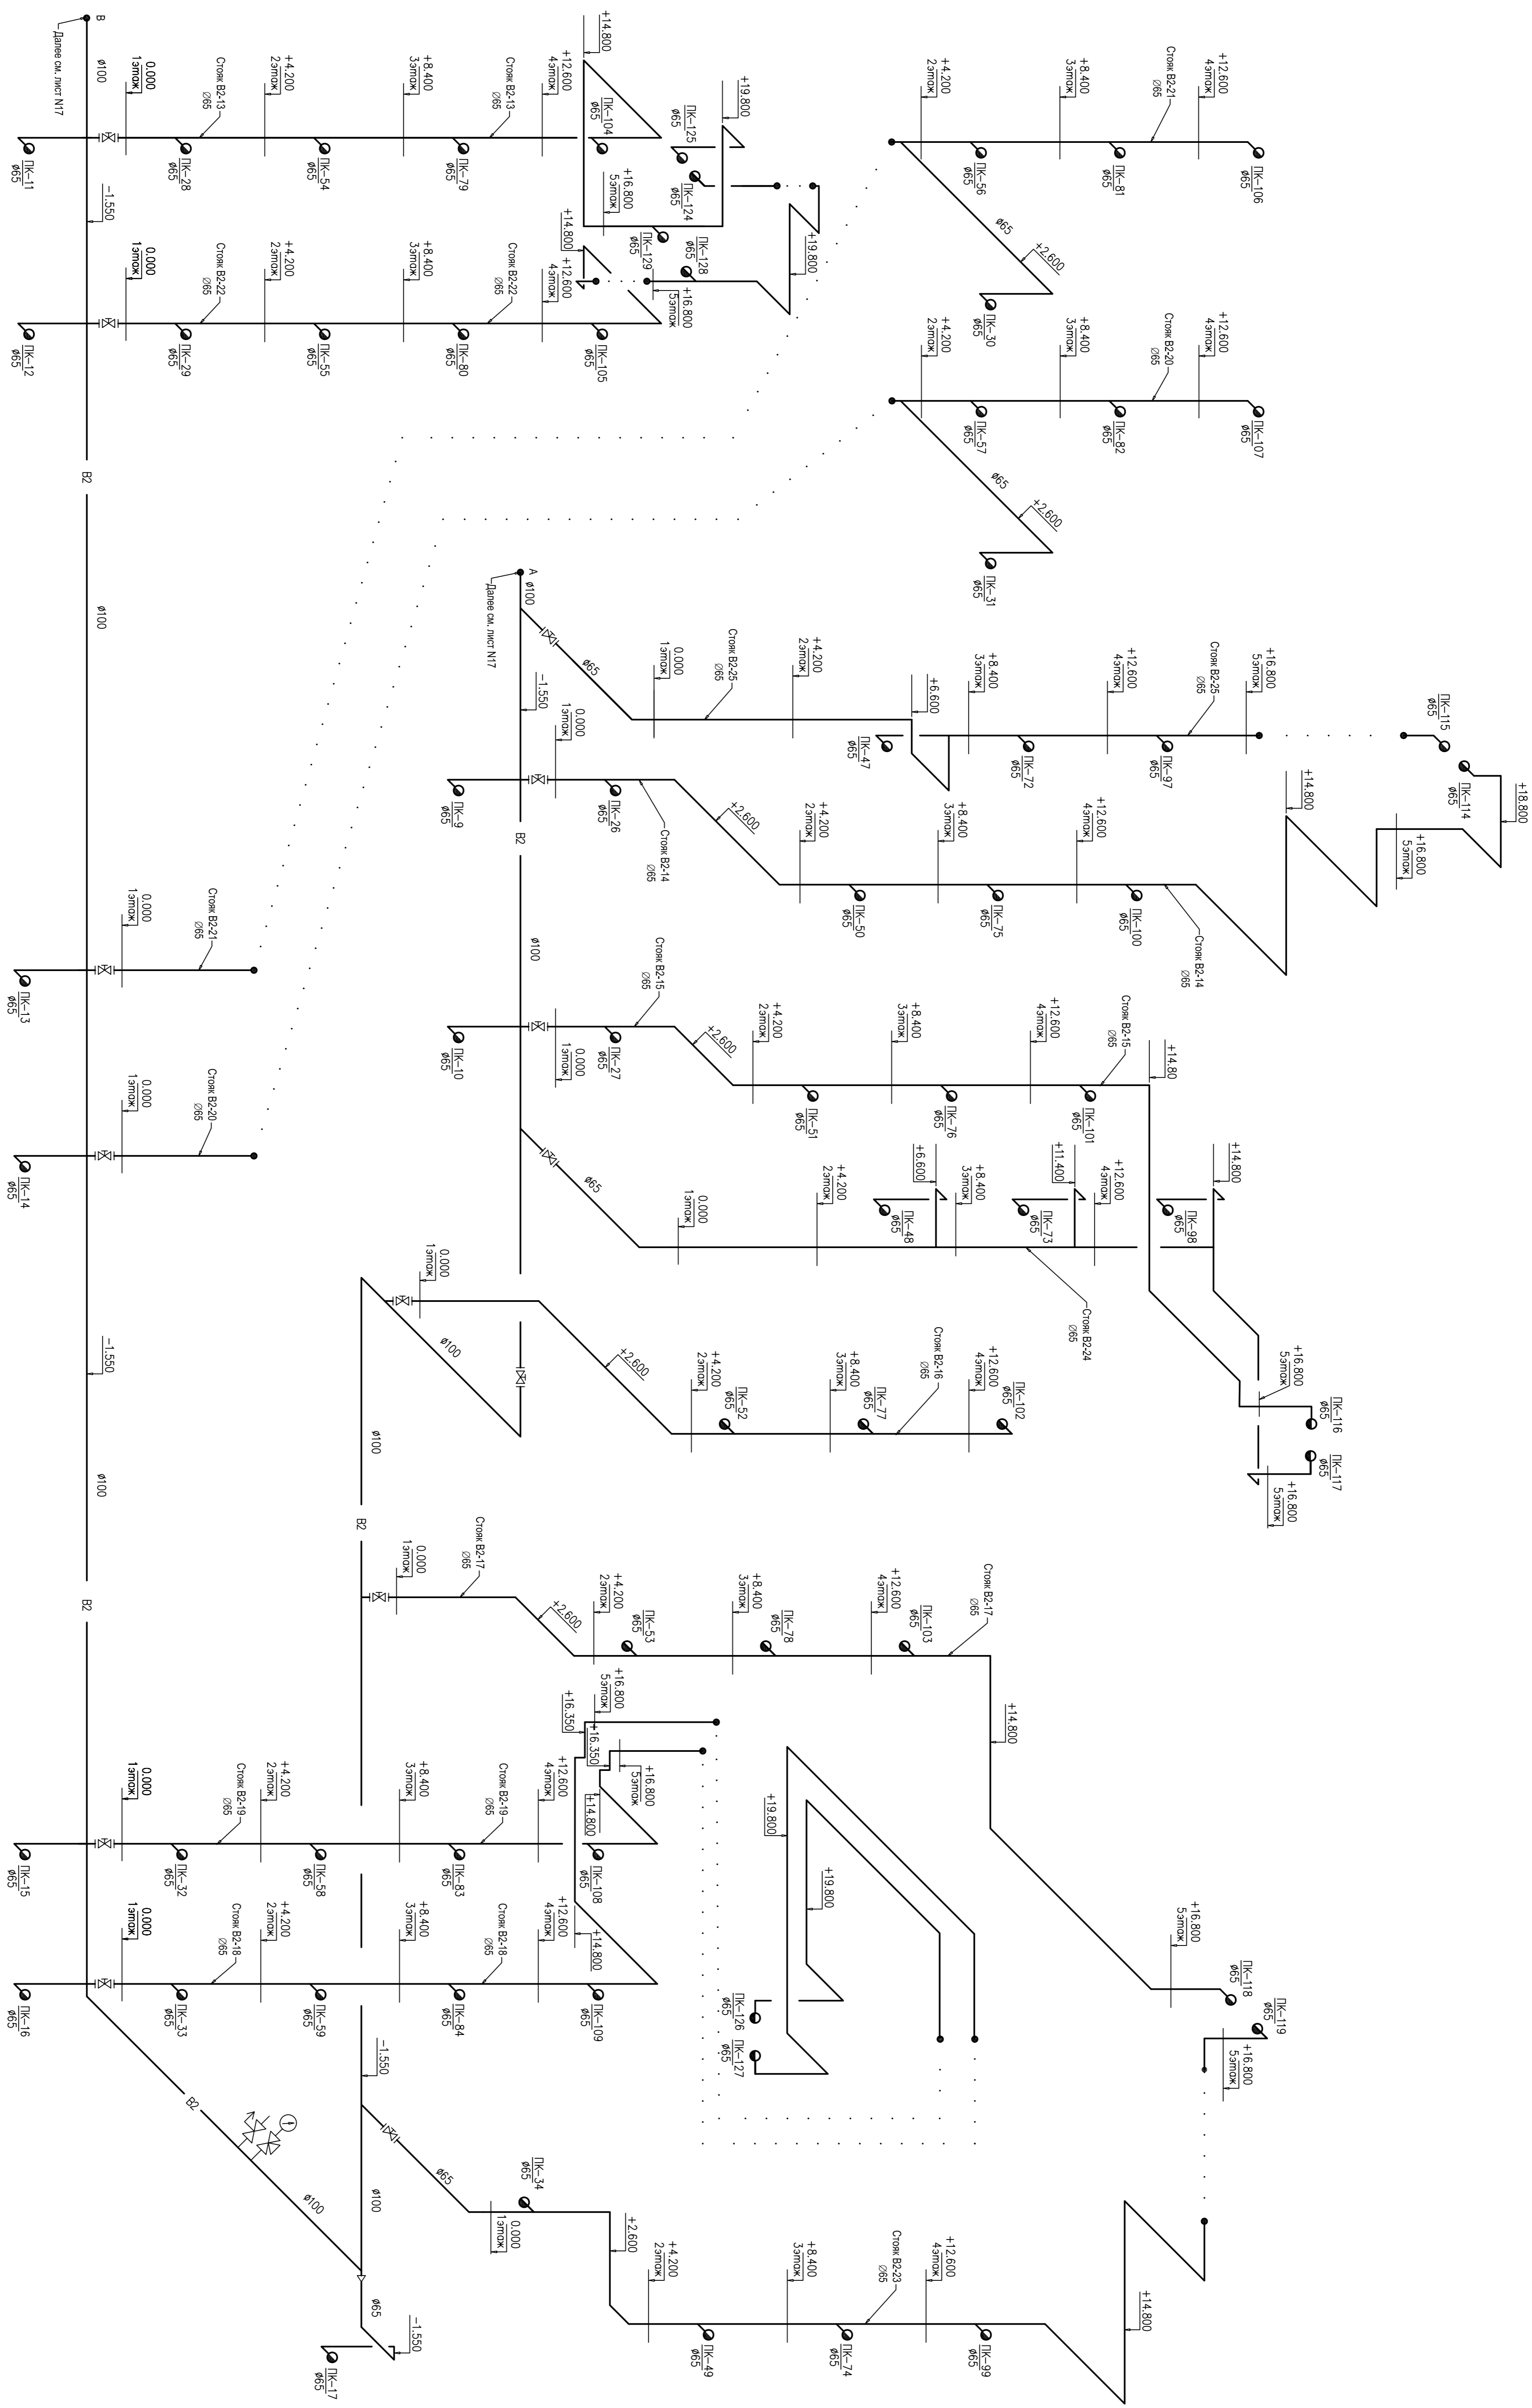 +12.600
4этаж
Стояк В2-21
∅65
+8.400
3этаж
+4.200
2этаж
ПК-106
ø65
ПК-81
ø65
ПК-56
ø65
ø65
+2.600
ПК-30
ø65
+12.600
4этаж
Стояк В2-20
∅65
+8.400
3этаж
+4.200
2этаж
ПК-107
ø65
ПК-82
ø65
ПК-57
ø65
ø65
+2.600
ПК-31
ø65
+19.800
+14.800
ПК-125
ø65
ПК-124
ø65
ПК-104
ø65
+16.800
5этаж
+19.800
ПК-129
ø65
ПК-128
ø65
+14.800
+16.800
5этаж
+12.600
4этаж
Стояк В2-13
∅65
ПК-79
ø65
+8.400
3этаж
ПК-54
ø65
+4.200
2этаж
Стояк В2-13
∅65
ПК-28
ø65
0.000
1этаж
ПК-11
ø65
+12.600
4этаж
ПК-105
ø65
Стояк В2-22
∅65
ПК-80
ø65
+8.400
3этаж
ПК-55
ø65
+4.200
2этаж
Стояк В2-22
∅65
ПК-29
ø65
0.000
1этаж
ПК-12
ø65
В
ø100
Далее см. лист N17
-1.550
В2
ø100
+18.800
ПК-115
ø65
ПК-114
ø65
+16.800
5этаж
+14.800
+16.800
5этаж
Стояк В2-25
∅65
ПК-97
ø65
+12.600
4этаж
ПК-72
ø65
+8.400
3этаж
+6.600
ПК-47
ø65
+4.200
2этаж
Стояк В2-25
∅65
0.000
1этаж
ø65
Стояк В2-14
∅65
ПК-100
ø65
+12.600
4этаж
ПК-75
ø65
+8.400
3этаж
ПК-50
ø65
+4.200
2этаж
+2.600
Стояк В2-14
∅65
ПК-26
ø65
0.000
1этаж
ПК-9
ø65
А
ø100
Далее см. лист N17
-1.550
В2
ø100
+14.80
Стояк В2-15
∅65
ПК-101
ø65
+12.600
4этаж
ПК-76
ø65
+8.400
3этаж
ПК-51
ø65
+4.200
2этаж
+2.600
Стояк В2-15
∅65
ПК-27
ø65
0.000
1этаж
ПК-10
ø65
ПК-116
ø65
ПК-117
ø65
+16.800
5этаж
+16.800
5этаж
+14.800
ПК-98
ø65
+12.600
4этаж
+11.400
ПК-73
ø65
Стояк В2-24
∅65
+8.400
3этаж
+6.600
ПК-48
ø65
+4.200
2этаж
0.000
1этаж
ø65
ПК-102
ø65
+12.600
4этаж
Стояк В2-16
∅65
ПК-77
ø65
+8.400
3этаж
ПК-52
ø65
+4.200
2этаж
+2.600
0.000
1этаж
ø100
ø100
В2
Стояк В2-21
∅65
0.000
1этаж
ПК-13
ø65
Стояк В2-20
∅65
0.000
1этаж
ПК-14
ø65
-1.550
ø100
В2
ПК-118
ø65
ПК-119
ø65
+16.800
5этаж
+16.800
5этаж
+14.800
Стояк В2-17
∅65
ПК-103
ø65
+12.600
4этаж
ПК-78
ø65
+8.400
3этаж
ПК-53
ø65
+4.200
2этаж
+2.600
Стояк В2-17
∅65
0.000
1этаж
+19.800
+19.800
ПК-126
ø65
ПК-127
ø65
+16.800
5этаж
+16.350
+16.350
+16.800
5этаж
+14.800
+14.800
ПК-108
ø65
+12.600
4этаж
Стояк В2-19
∅65
ПК-83
ø65
+8.400
3этаж
ПК-58
ø65
+4.200
2этаж
Стояк В2-19
∅65
ПК-32
ø65
0.000
1этаж
ПК-15
ø65
ПК-109
ø65
+12.600
4этаж
Стояк В2-18
∅65
ПК-84
ø65
+8.400
3этаж
ПК-59
ø65
+4.200
2этаж
Стояк В2-18
∅65
ПК-33
ø65
0.000
1этаж
ПК-16
ø65
+14.800
+12.600
4этаж
ПК-99
ø65
Стояк В2-23
∅65
+8.400
3этаж
ПК-74
ø65
+4.200
2этаж
ПК-49
ø65
+2.600
ПК-34
ø65
0.000
1этаж
ø65
-1.550
ø100
В2
ø100
ø65
-1.550
ПК-17
ø65